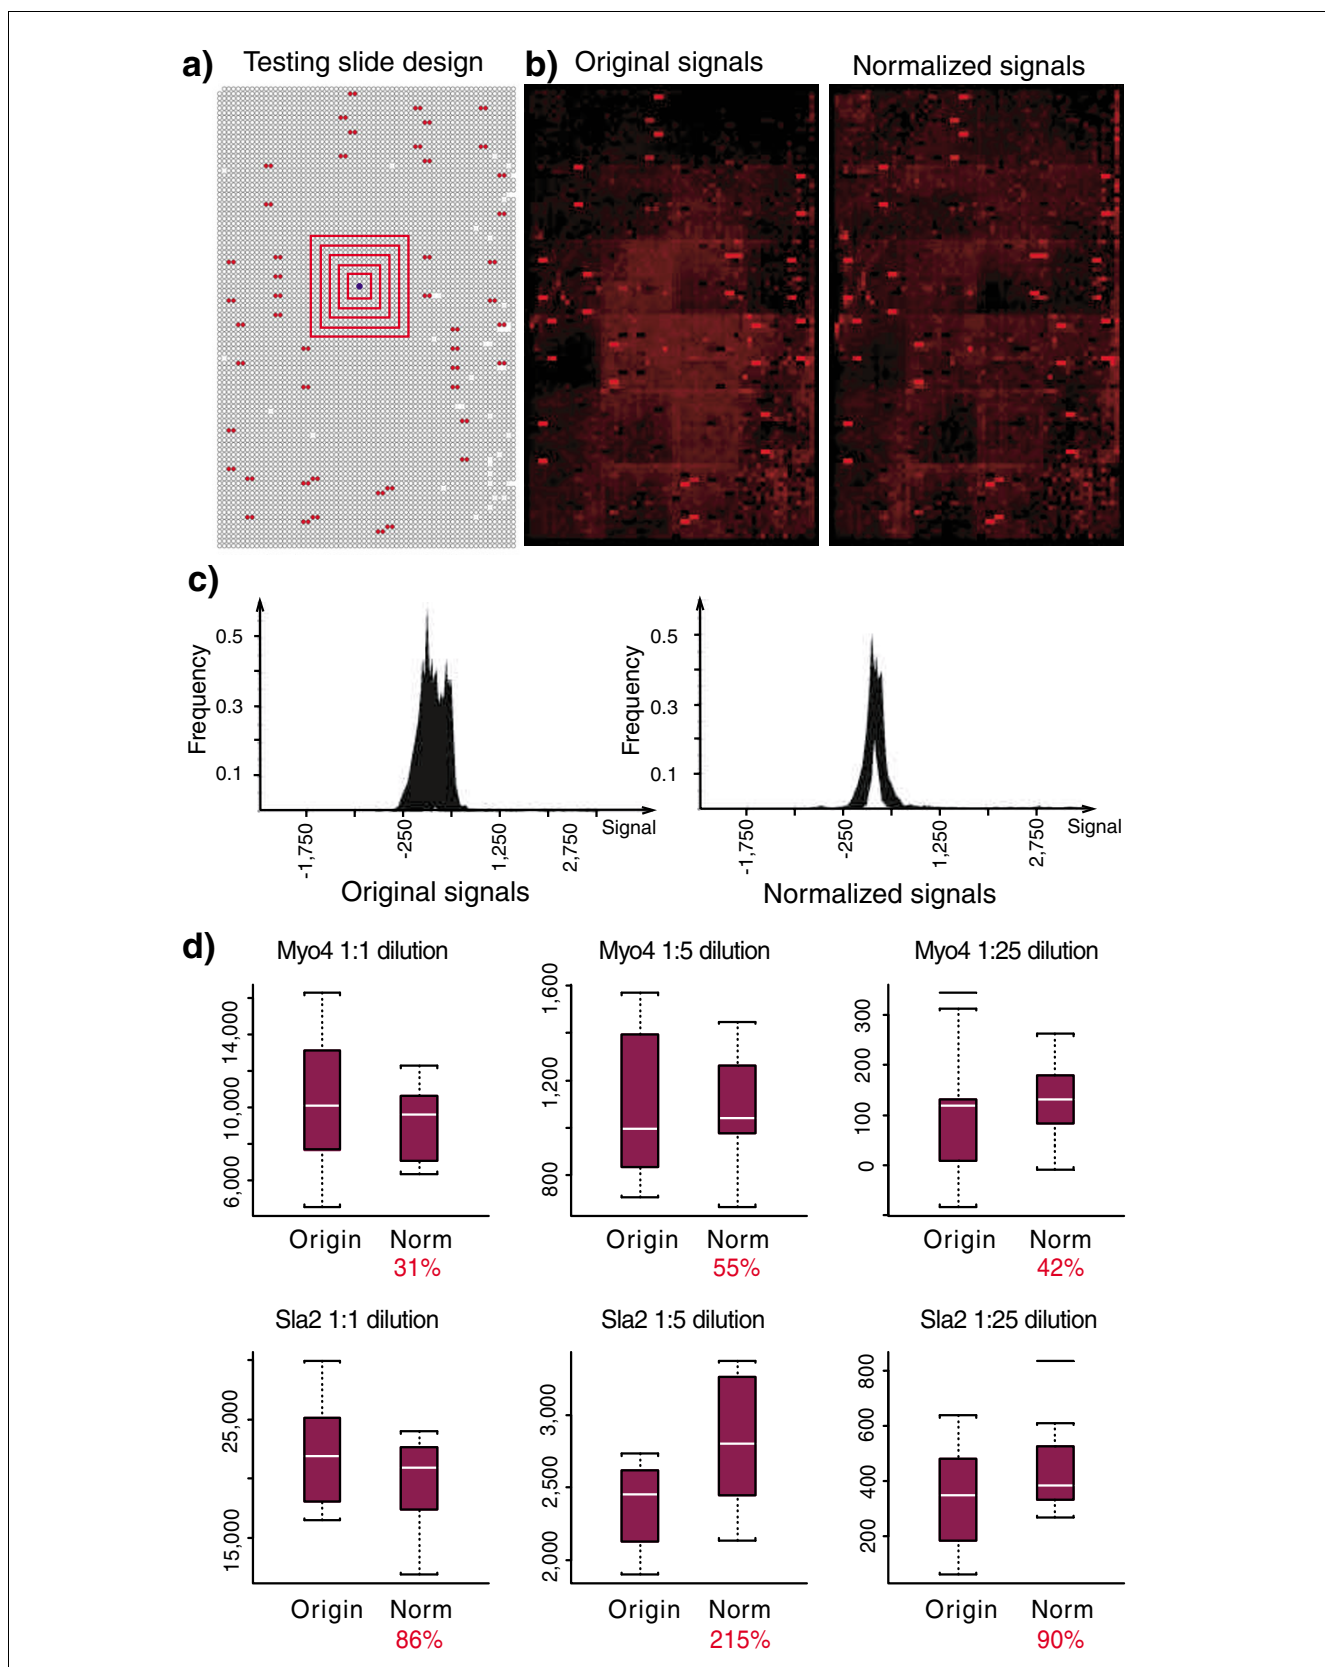 a) Testing slide design
b) Original signals
Normalized signals
c)
Frequency
0.5
0.3
0.1
-1,750
-250
1,250
2,750
Signal
Original signals
Frequency
0.5
0.3
0.1
-1,750
-250
1,250
2,750
Signal
Normalized signals
d)
Myo4 1:1 dilution
14,000
10,000
6,000
Origin Norm
31%
Myo4 1:5 dilution
1,600
1,200
800
Origin Norm
55%
Myo4 1:25 dilution
300
200
100
0
Origin Norm
42%
Sla2 1:1 dilution
25,000
15,000
Origin Norm
86%
Sla2 1:5 dilution
3,000
2,500
2,000
Origin Norm
215%
Sla2 1:25 dilution
800
600
400
200
Origin Norm
90%